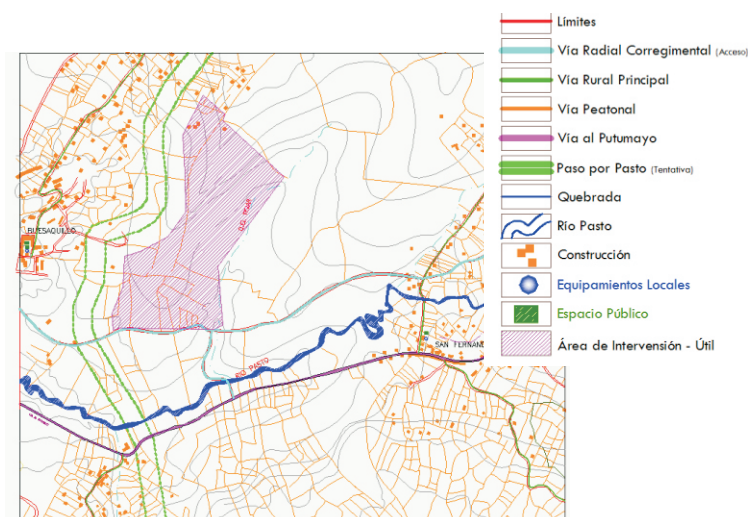 Límites
Vía Radial Corregimental (Acceso)
Vía Rural Principal
Vía Peatonal
Vía al Putumayo
Paso por Pasto (Tentativa)
Quebrada
Río Pasto
Construcción
Equipamientos Locales
Espacio Público
Área de Intervención - Útil
BUESAQUILLO
RIO PASTO
SAN FERNAN